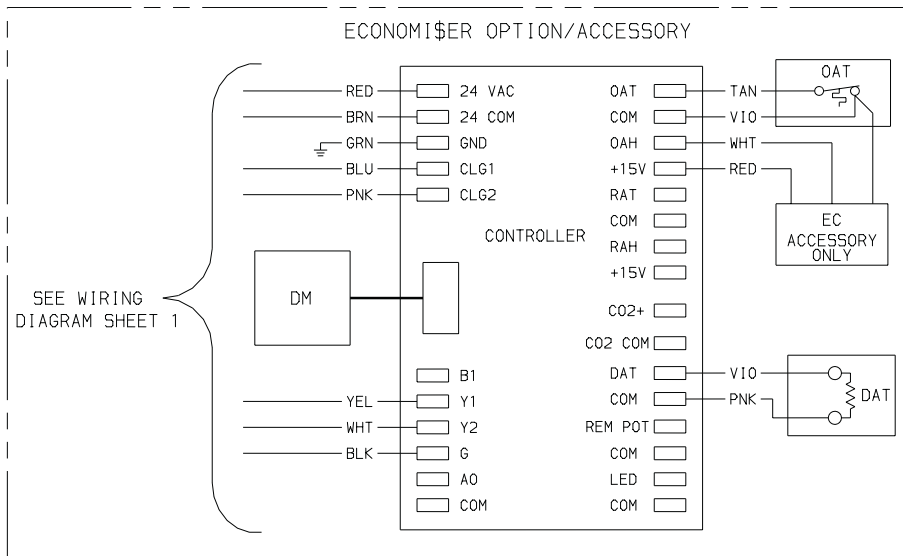 ECONOMI$ER OPTION/ACCESSORY
SEE WIRING
DIAGRAM SHEET 1
RED
24 VAC
BRN
24 COM
GRN
GND
BLU
CLG1
PNK
CLG2
DM
CONTROLLER
B1
YEL
Y1
WHT
Y2
BLK
G
AO
COM
OAT
TAN
COM
VIO
OAH
WHT
+15V
RED
RAT
COM
RAH
+15V
CO2+
CO2 COM
DAT
VIO
COM
PNK
REM POT
COM
LED
COM
OAT
EC
ACCESSORY
ONLY
DAT